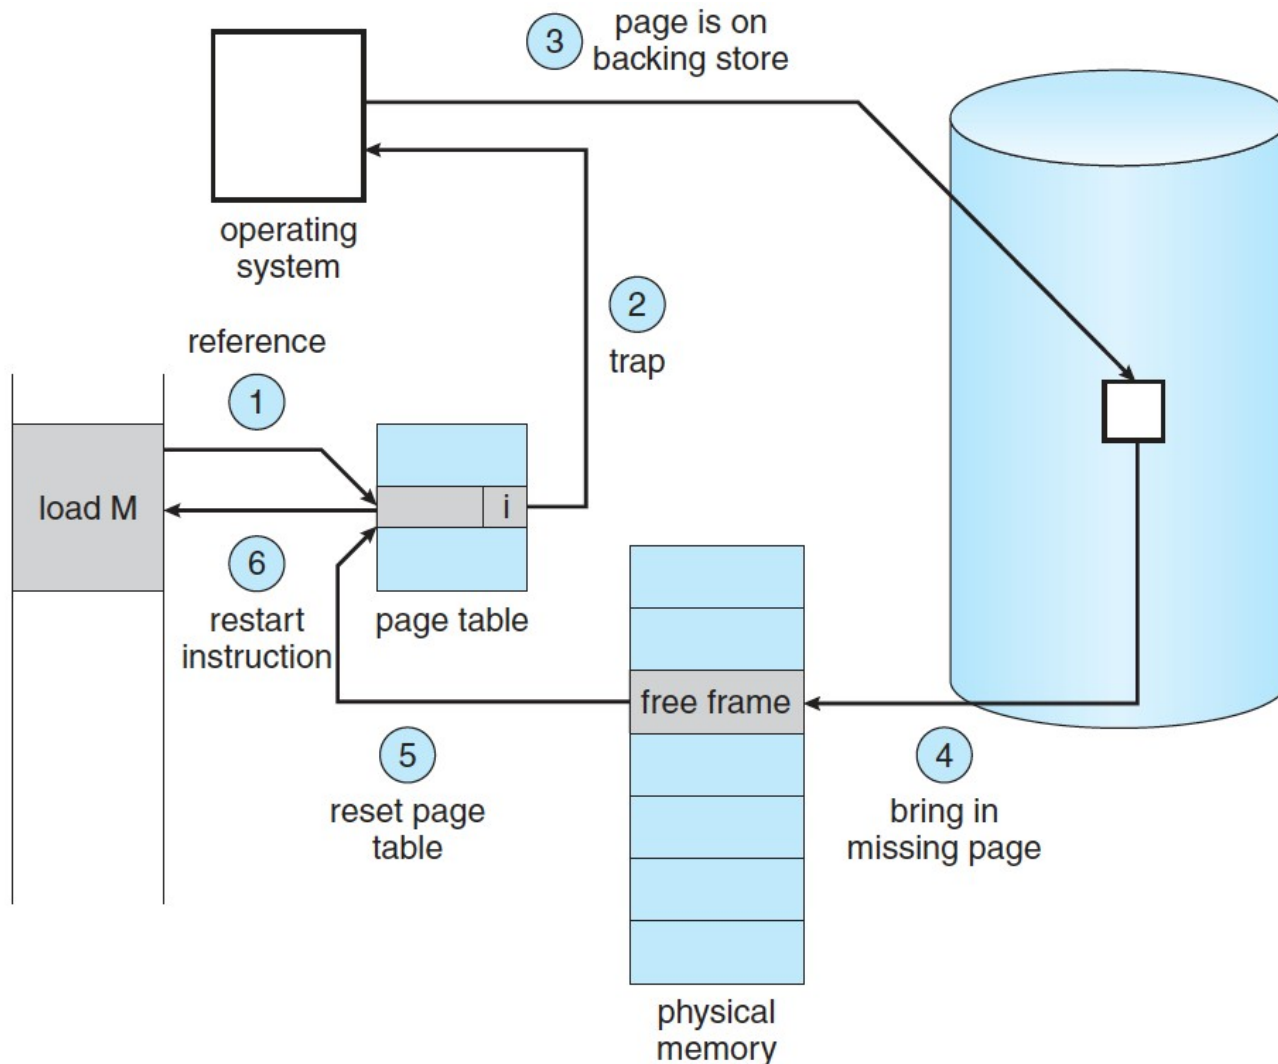 3
page is on
backing store
operating
system
2
trap
reference
1
load M
i
6
restart
instruction
page table
free frame
5
reset page
table
4
bring in
missing page
physical
memory